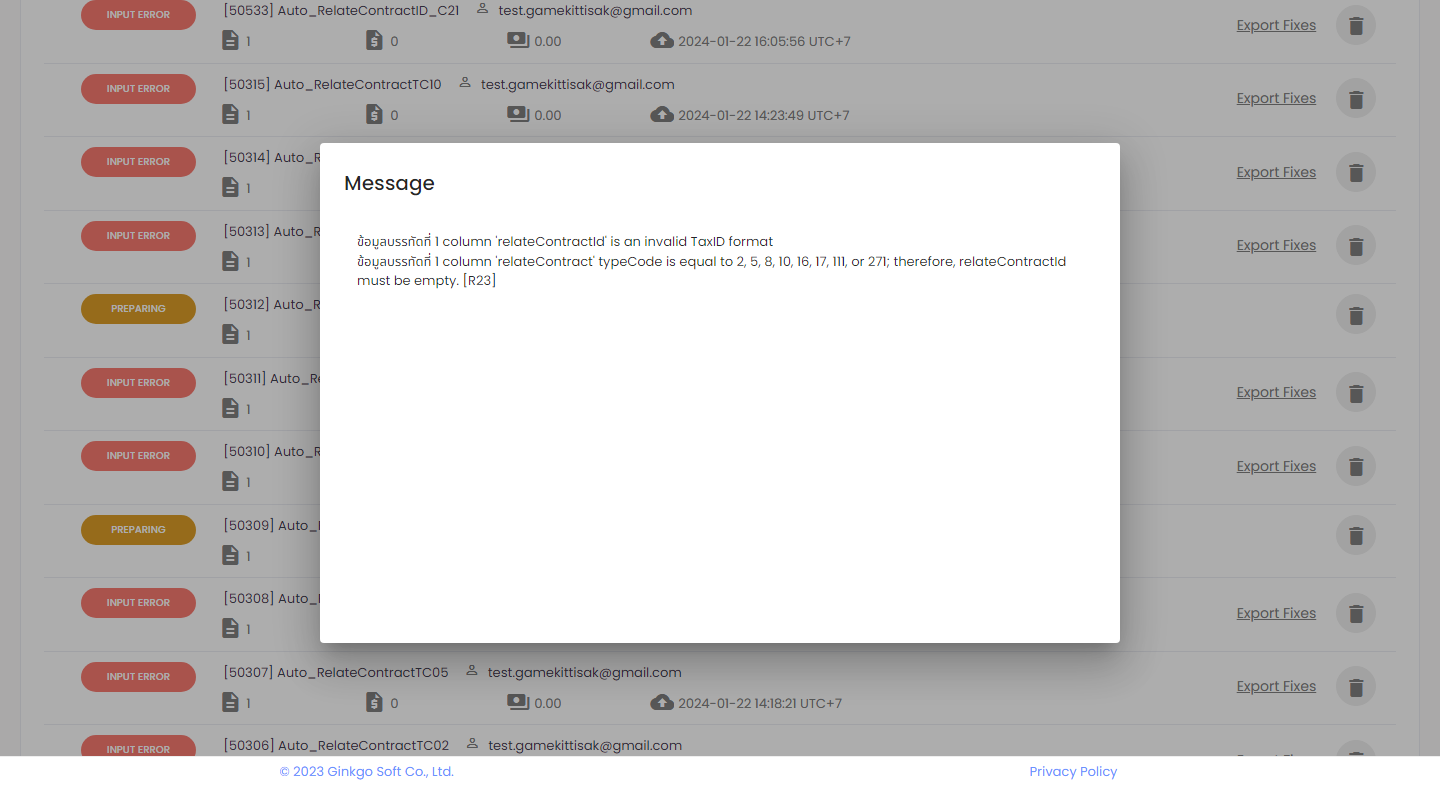 INPUT ERROR
[50533] Auto_RelateContractID_C21 test.gamekittisak@gmail.com
1 0 0.00 2024-01-22 16:05:56 UTC+7
Export Fixes
INPUT ERROR
[50315] Auto_RelateContractTC10 test.gamekittisak@gmail.com
1 0 0.00 2024-01-22 14:23:49 UTC+7
Export Fixes
INPUT ERROR
[50314] Auto_R
1
Export Fixes
Message
ข้อมูลบรรทัดที่ 1 column 'relateContractId' is an invalid TaxID format
ข้อมูลบรรทัดที่ 1 column 'relateContract' typeCode is equal to 2, 5, 8, 10, 16, 17, 111, or 271; therefore, relateContractId
must be empty. [R23]
INPUT ERROR
[50313] Auto_R
1
Export Fixes
PREPARING
[50312] Auto_R
1
INPUT ERROR
[50311] Auto_Re
1
Export Fixes
INPUT ERROR
[50310] Auto_R
1
Export Fixes
PREPARING
[50309] Auto_
1
INPUT ERROR
[50308] Auto_
1
Export Fixes
INPUT ERROR
[50307] Auto_RelateContractTC05 test.gamekittisak@gmail.com
1 0 0.00 2024-01-22 14:18:21 UTC+7
Export Fixes
INPUT ERROR
[50306] Auto_RelateContractTC02 test.gamekittisak@gmail.com
© 2023 Ginkgo Soft Co., Ltd.
Privacy Policy